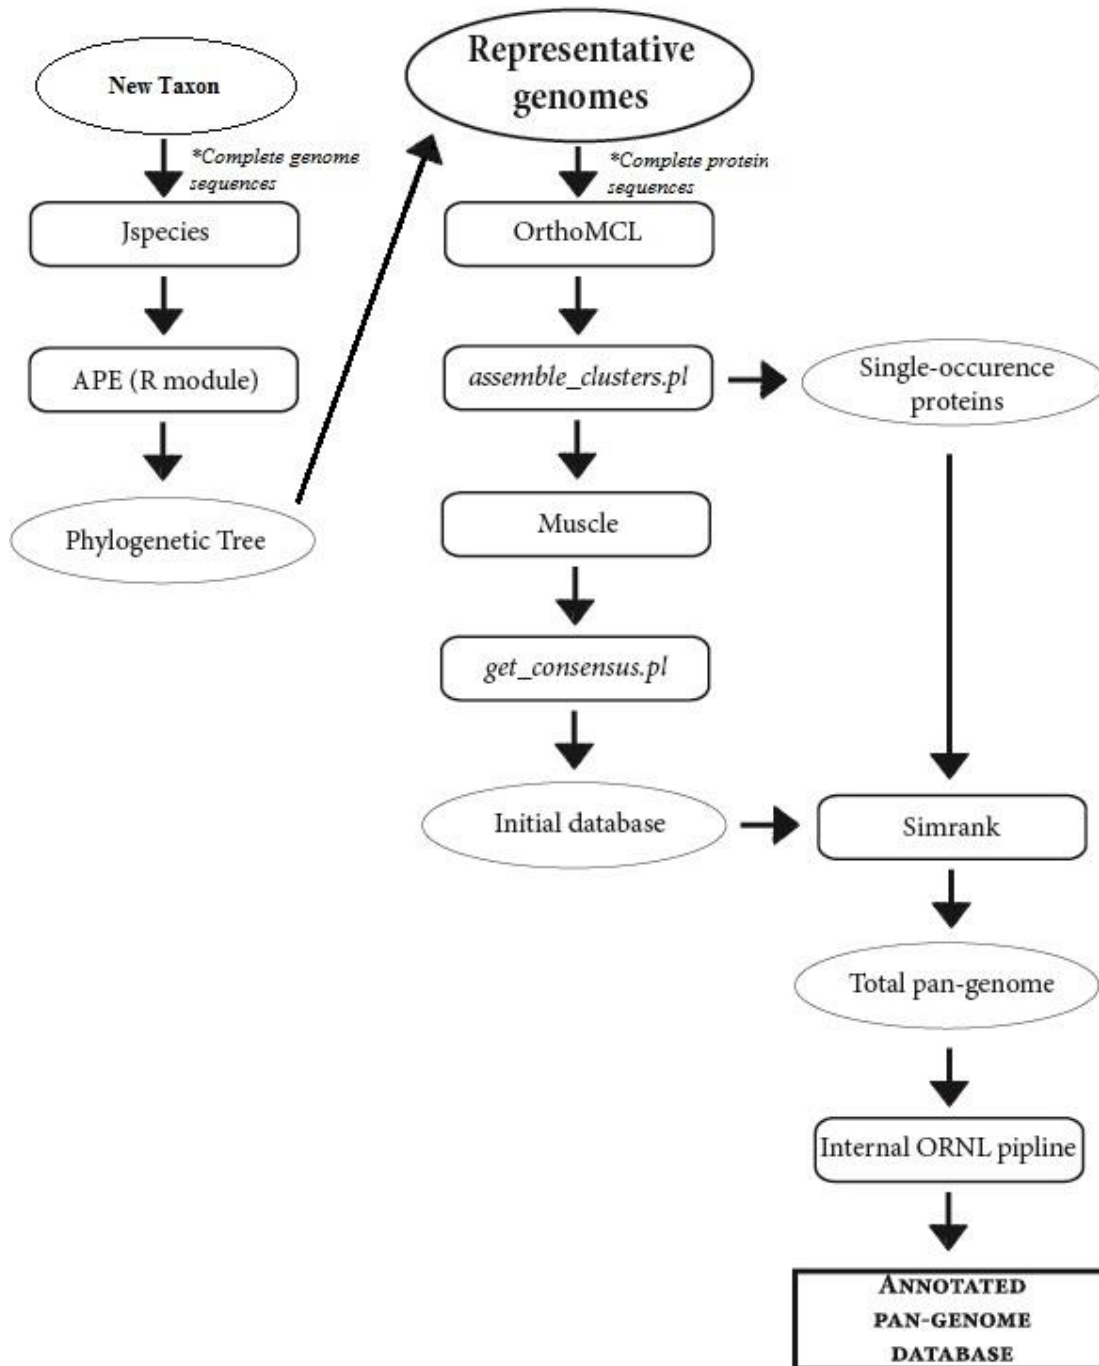 New Taxon
*Complete genome
sequences
Jspecies
APE (R module)
Phylogenetic Tree
Representative
genomes
*Complete protein
sequences
OrthoMCL
assemble_clusters.pl
Single-occurence
proteins
Muscle
get_consensus.pl
Initial database
Simrank
Total pan-genome
Internal ORNL pipline
ANNOTATED
PAN-GENOME
DATABASE